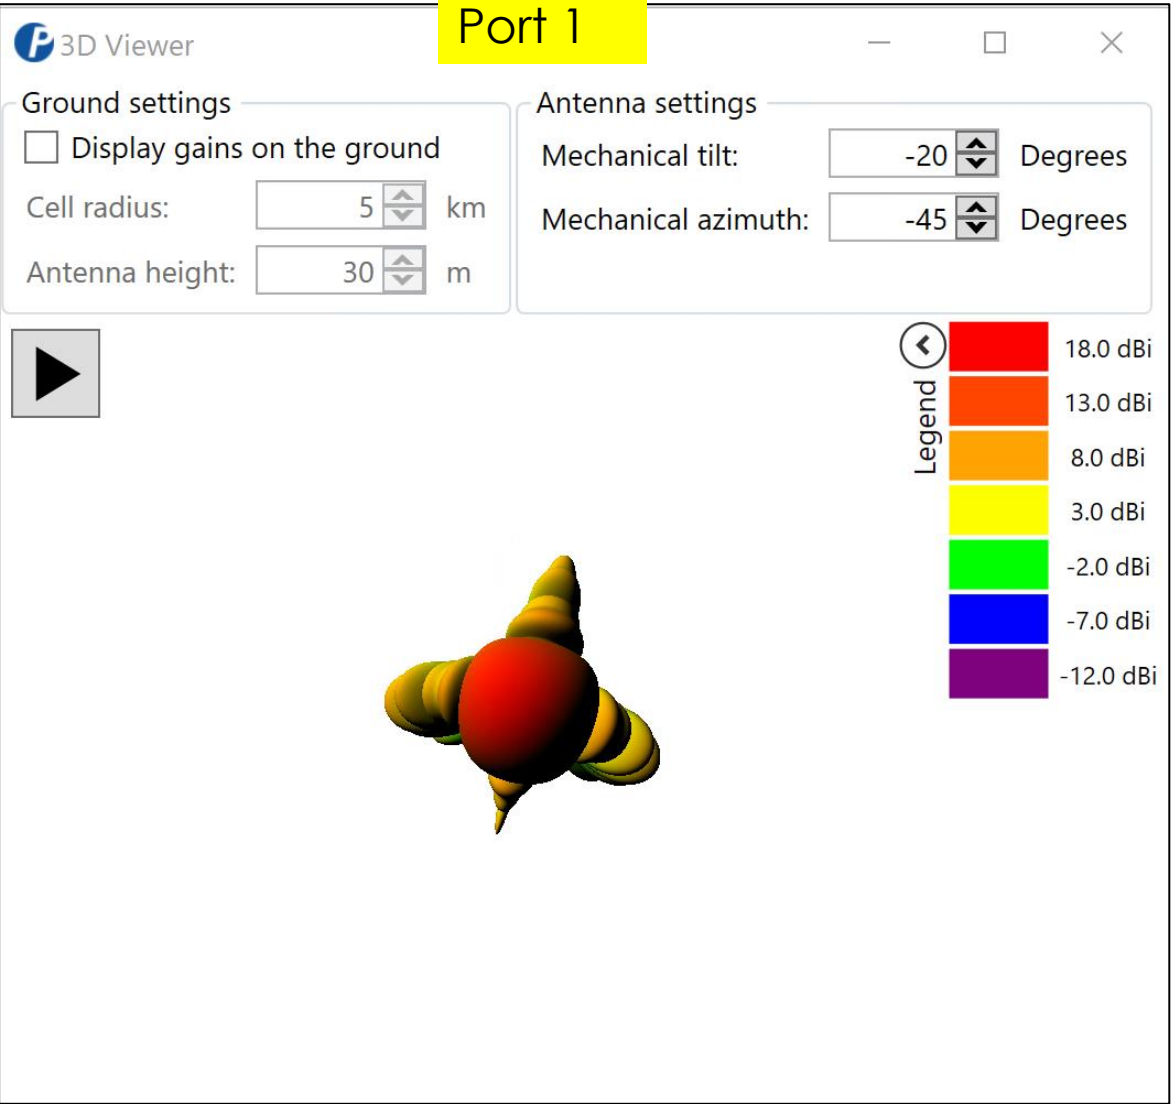 Port 1
3D Viewer
Ground settings
Display gains on the ground
Cell radius: 5 km
Antenna height: 30 m
Antenna settings
Mechanical tilt: -20 Degrees
Mechanical azimuth: -45 Degrees
Legend
18.0 dBi
13.0 dBi
8.0 dBi
3.0 dBi
-2.0 dBi
-7.0 dBi
-12.0 dBi